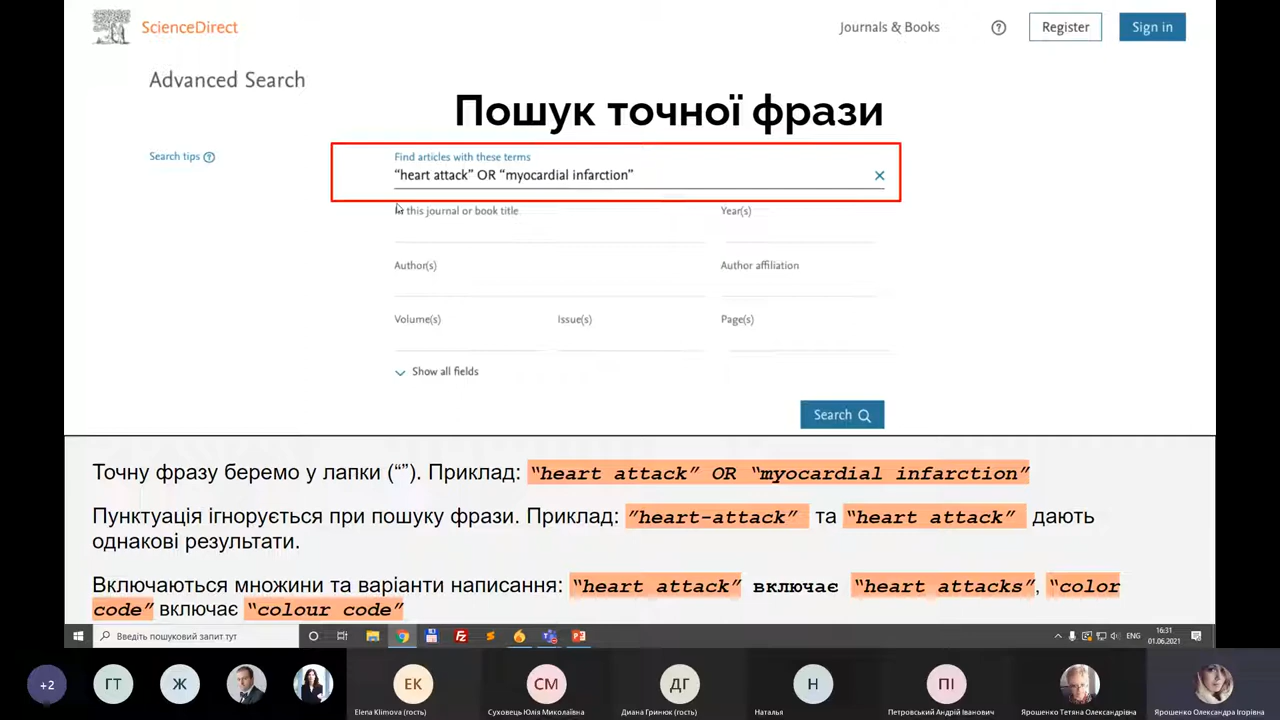 ScienceDirect
Journals & Books
?
Register
Sign in
Advanced Search
Пошук точної фрази
Search tips ?
Find articles with these terms
“heart attack” OR “myocardial infarction”
In this journal or book title
Year(s)
Author(s)
Author affiliation
Volume(s)
Issue(s)
Page(s)
Show all fields
Search
Точну фразу беремо у лапки (“”). Приклад: “heart attack” OR “myocardial infarction”
Пунктуація ігнорується при пошуку фрази. Приклад: ”heart-attack” та “heart attack” дають
однакові результати.
Включаються множини та варіанти написання: “heart attack” включає “heart attacks”, “color
code” включає “colour code”
Введіть пошуковий запит тут
ENG
16:31
01.06.2021
+2
ГТ
Ж
ЕК
СМ
ДГ
Н
ПІ
Elena Klimova (гость)
Суховець Юлія Миколаївна
Диана Гринюк (гость)
Наталья
Петровський Андрій Іванович
Ярошенко Тетяна Олександрівна
Ярошенко Олександра Ігорівна